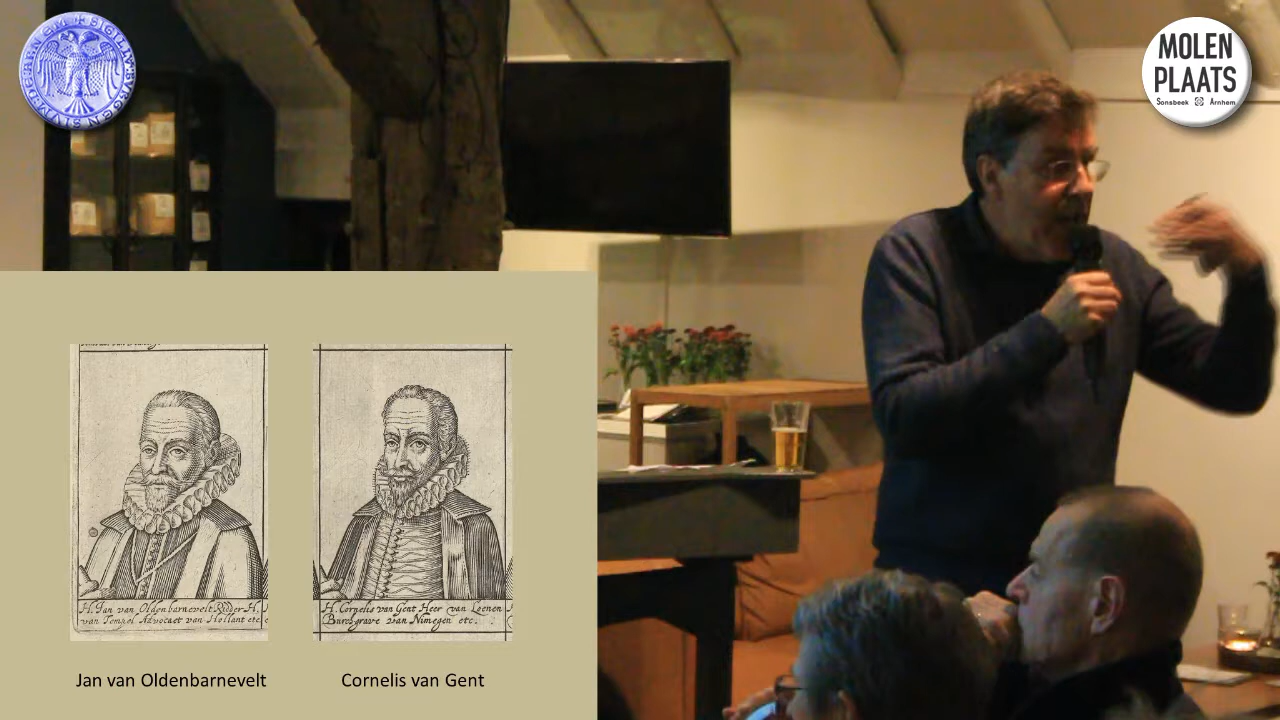 MOLEN
PLAATS
Sonsbeek Arnhem
H. Jan van Oldenbarnevelt Ridder H.
van Tempel Advocaet van Hollant etc
H. Cornelis van Gent Heer van Loenen
Burchgrave van Nimegen etc.
Jan van Oldenbarnevelt
Cornelis van Gent